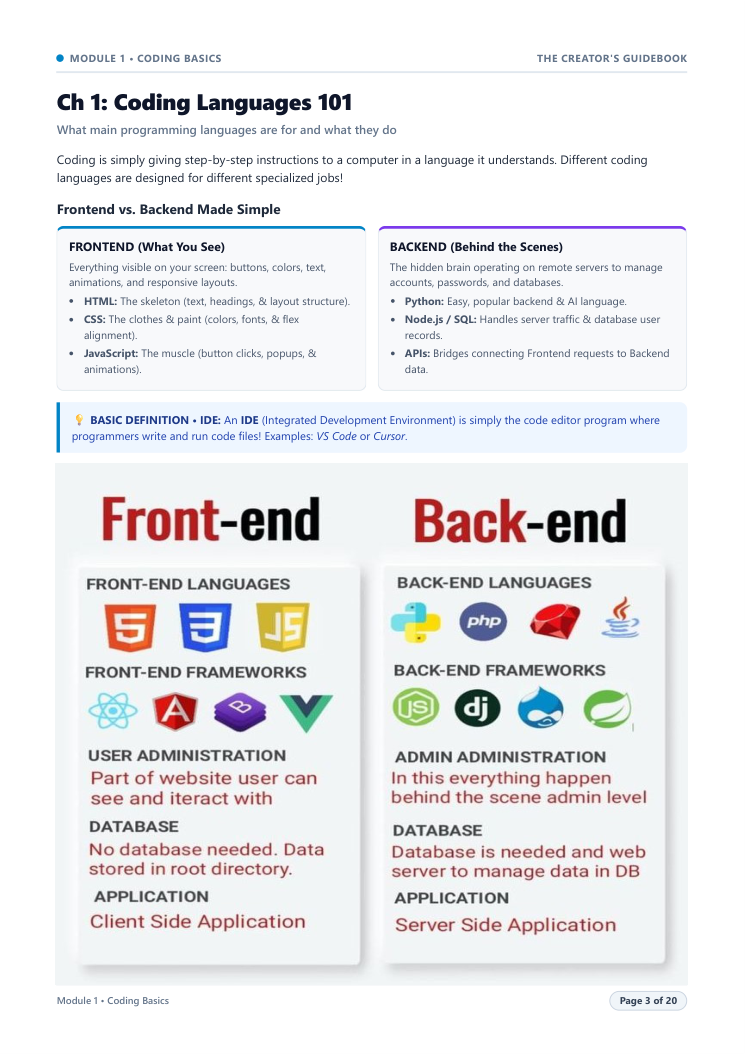 MODULE 1 • CODING BASICS
THE CREATOR'S GUIDEBOOK
Ch 1: Coding Languages 101
What main programming languages are for and what they do
Coding is simply giving step-by-step instructions to a computer in a language it understands. Different coding
languages are designed for different specialized jobs!
Frontend vs. Backend Made Simple
FRONTEND (What You See)
Everything visible on your screen: buttons, colors, text,
animations, and responsive layouts.
• HTML: The skeleton (text, headings, & layout structure).
• CSS: The clothes & paint (colors, fonts, & flex
alignment).
• JavaScript: The muscle (button clicks, popups, &
animations).
BACKEND (Behind the Scenes)
The hidden brain operating on remote servers to manage
accounts, passwords, and databases.
• Python: Easy, popular backend & AI language.
• Node.js / SQL: Handles server traffic & database user
records.
• APIs: Bridges connecting Frontend requests to Backend
data.
💡 BASIC DEFINITION • IDE: An IDE (Integrated Development Environment) is simply the code editor program where
programmers write and run code files! Examples: VS Code or Cursor.
Front-end
FRONT-END LANGUAGES
5 3 JS
FRONT-END FRAMEWORKS
A B
USER ADMINISTRATION
Part of website user can
see and iteract with
DATABASE
No database needed. Data
stored in root directory.
APPLICATION
Client Side Application
Back-end
BACK-END LANGUAGES
php
BACK-END FRAMEWORKS
JS dj
ADMIN ADMINISTRATION
In this everything happen
behind the scene admin level
DATABASE
Database is needed and web
server to manage data in DB
APPLICATION
Server Side Application
Module 1 • Coding Basics
Page 3 of 20